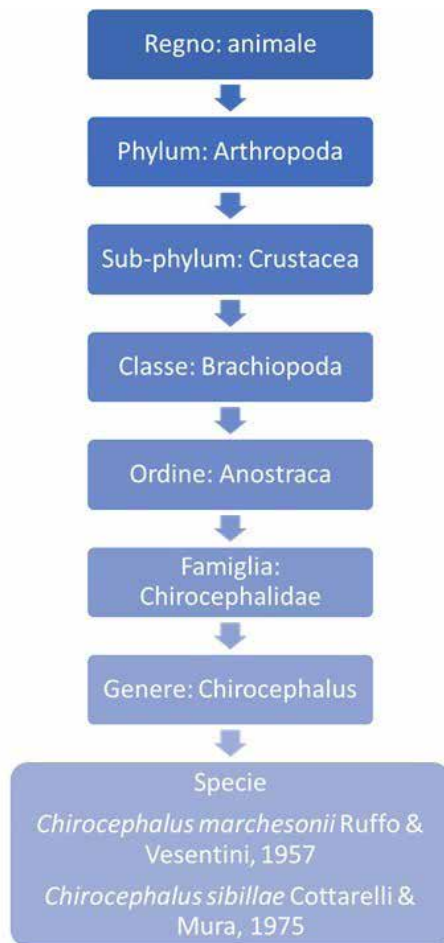 Regno: animale
Phylum: Arthropoda
Sub-phylum: Crustacea
Classe: Brachiopoda
Ordine: Anostraca
Famiglia:
Chirocephalidae
Genere: Chirocephalus
Specie
Chirocephalus marchesonii Ruffo &
Vesentini, 1957
Chirocephalus sibillae Cottarelli &
Mura, 1975